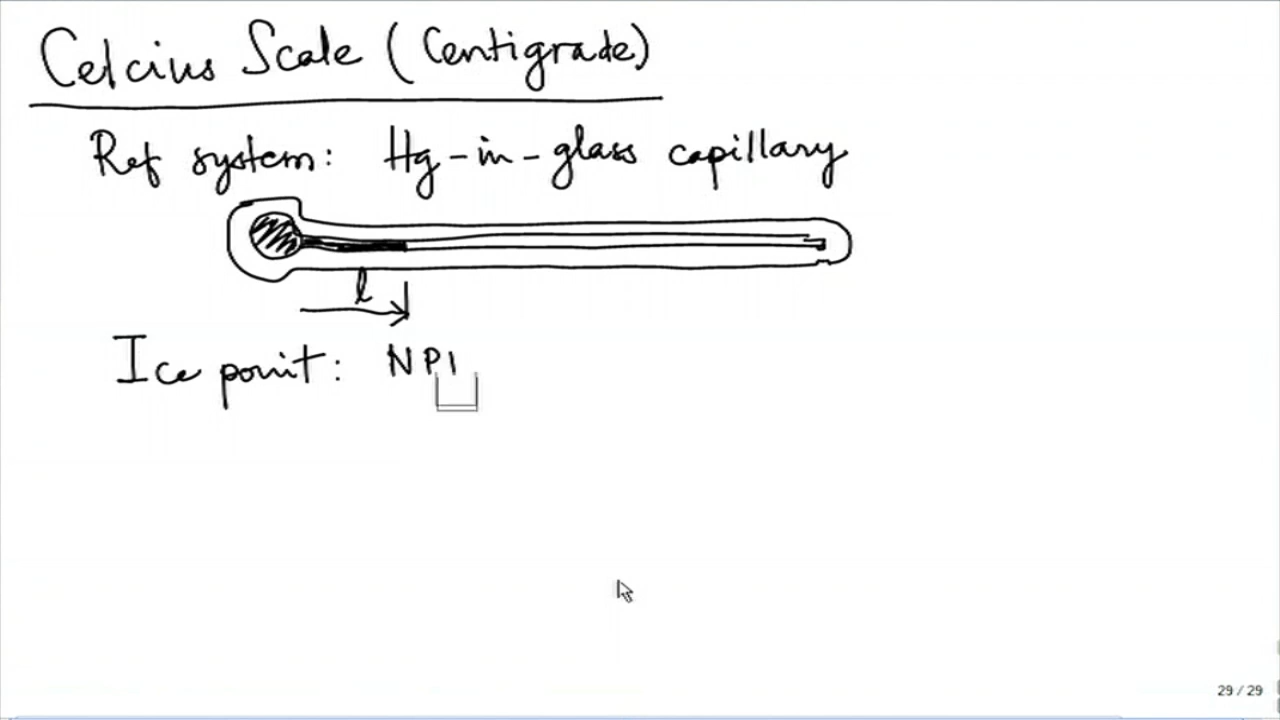 Celcius Scale (Centigrade)
Ref system: Hg-in-glass capillary
l
Ice point: NPI
29 / 29